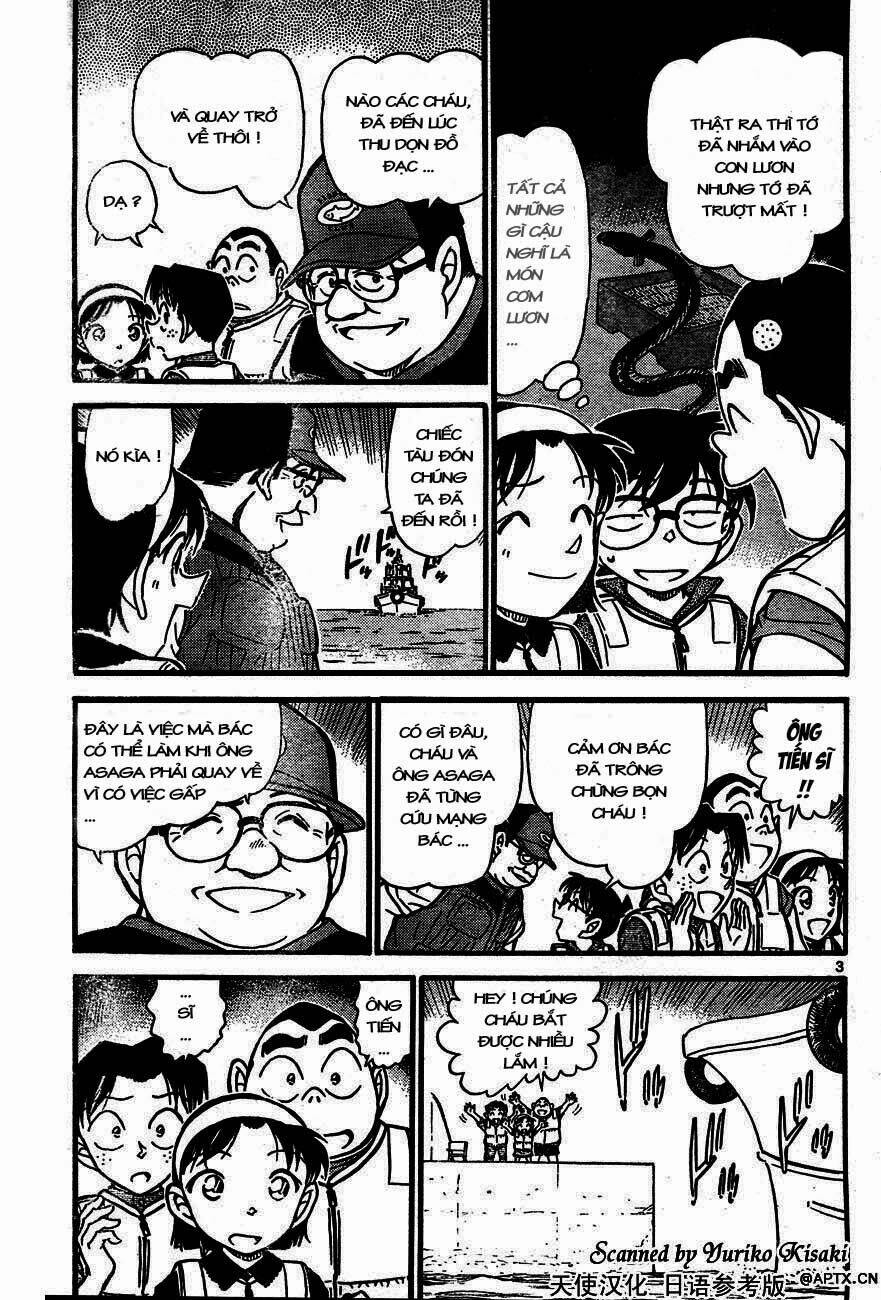 THẬT RA THÌ TỚ
ĐÃ NHẮM VÀO
CON LƯƠN
NHƯNG TỚ ĐÃ
TRƯỢT MẤT !
TẤT CẢ
NHỮNG
GÌ CẬU
NGHĨ LÀ
MÓN
CƠM
LƯƠN
...
NÀO CÁC CHÁU,
ĐÃ ĐẾN LÚC
THU DỌN ĐỒ
ĐẠC ...
VÀ QUAY TRỞ
VỀ THÔI !
DẠ ?
CHIẾC
TÀU ĐÓN
CHÚNG
TA ĐÃ
ĐẾN RỒI !
NÓ KÌA !
ドドド
ドドド
ÔNG
TIẾN
SĨ
!!
CẢM ƠN BÁC
ĐÃ TRÔNG
CHỪNG BỌN
CHÁU !
CÓ GÌ ĐÂU,
CHÁU VÀ
ÔNG ASAGA
ĐÃ TỪNG
CỨU MẠNG
BÁC ...
ĐÂY LÀ VIỆC MÀ BÁC
CÓ THỂ LÀM KHI ÔNG
ASAGA PHẢI QUAY VỀ
VÌ CÓ VIỆC GẤP
...
3
HEY ! CHÚNG
CHÁU BẮT
ĐƯỢC NHIỀU
LẮM !
ÔNG
TIẾN
...
...
SĨ
...
Scanned by Yuriko Kisaki
天使汉化 日语参考版
@APTX.CN